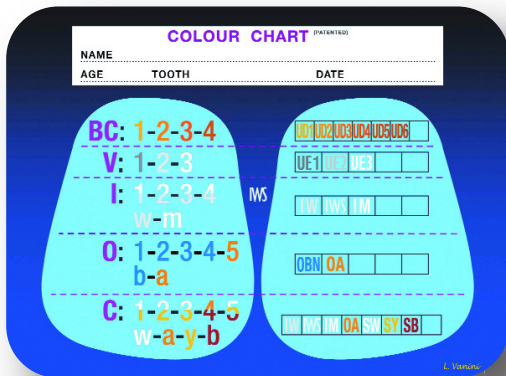 COLOUR CHART (PATENTED)
NAME
AGE TOOTH DATE
BC: 1-2-3-4
UD1 UD2 UD3 UD4 UD5 UD6
V: 1-2-3
UE1 UE2 UE3
I: 1-2-3-4
w-m
IWS
IW IWS IM
O: 1-2-3-4-5
b-a
OBN OA
C: 1-2-3-4-5
w-a-y-b
IW IWS IM OA SW SY SB
L. Vanini